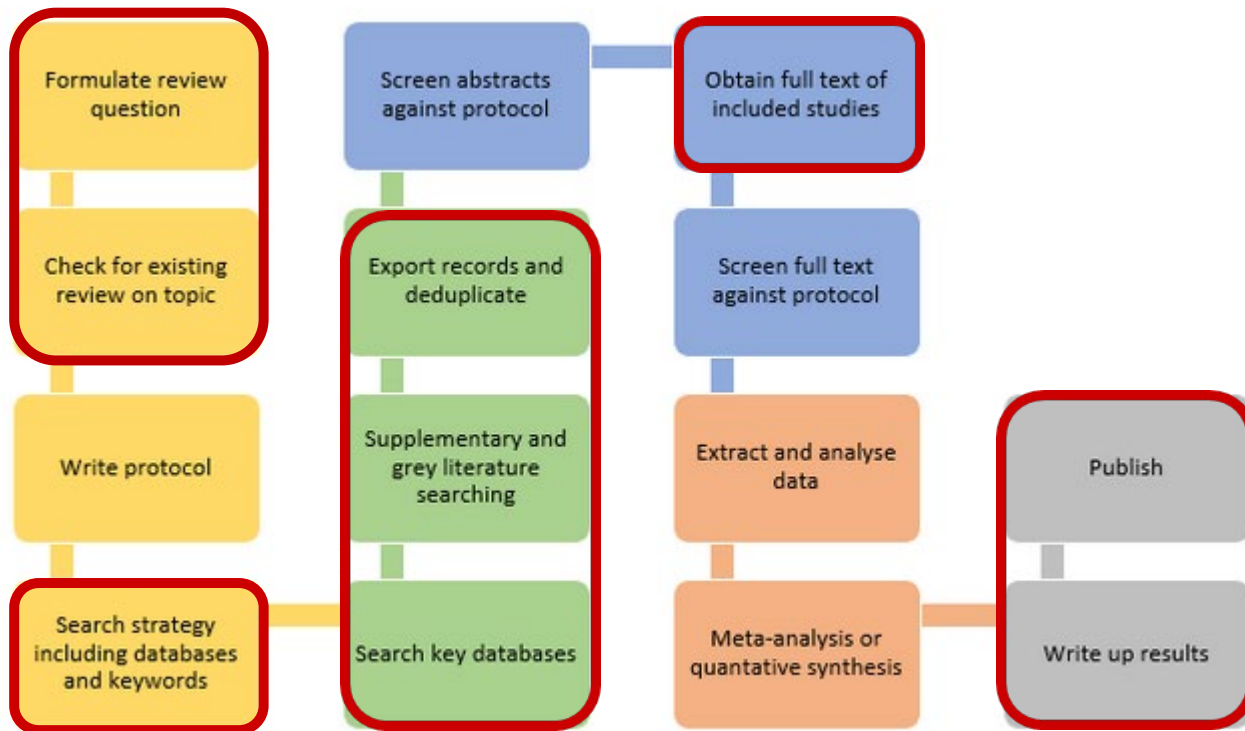 Formulate review
question
Check for existing
review on topic
Write protocol
Search strategy
including databases
and keywords
Search key databases
Supplementary and
grey literature
searching
Export records and
deduplicate
Screen abstracts
against protocol
Obtain full text of
included studies
Screen full text
against protocol
Extract and analyse
data
Meta-analysis or
quantative synthesis
Write up results
Publish